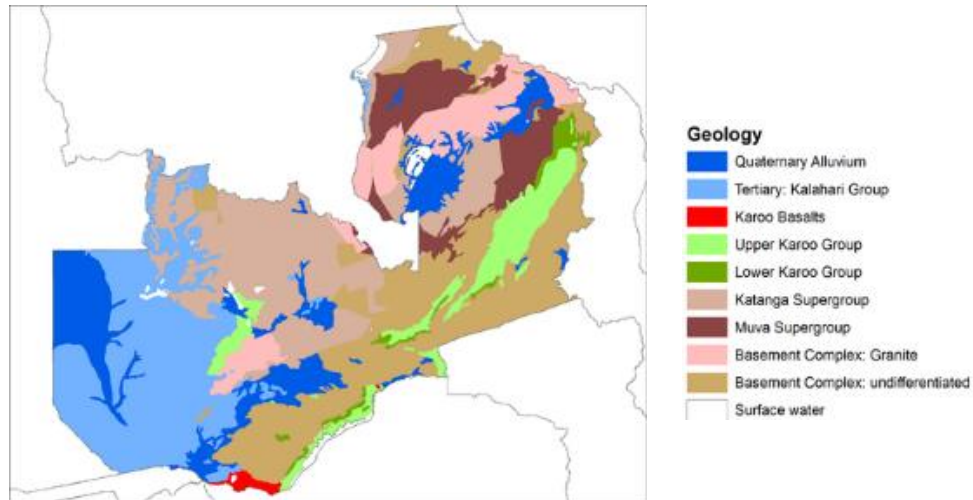 Geology
Quaternary Alluvium
Tertiary: Kalahari Group
Karoo Basalts
Upper Karoo Group
Lower Karoo Group
Katanga Supergroup
Muva Supergroup
Basement Complex: Granite
Basement Complex: undifferentiated
Surface water